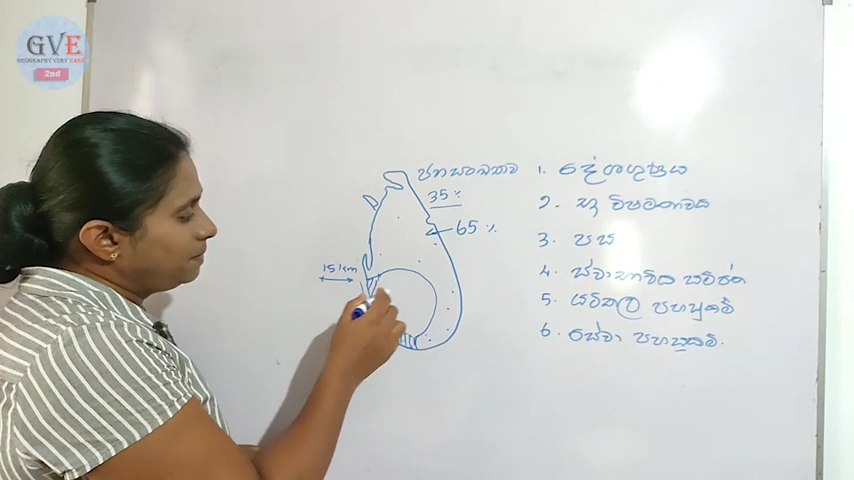 GVE
GEOGRAPHY VERY EASY
2nd
ජනසංඛ්‍යාව
35%
65%
15km
1. දේශගුණය
2. භූ විෂමතාවය
3. පස
4. ස්වාභාවික සම්පත්
5. යටිතල පහසුකම්
6. සේවා පහසුකම්.